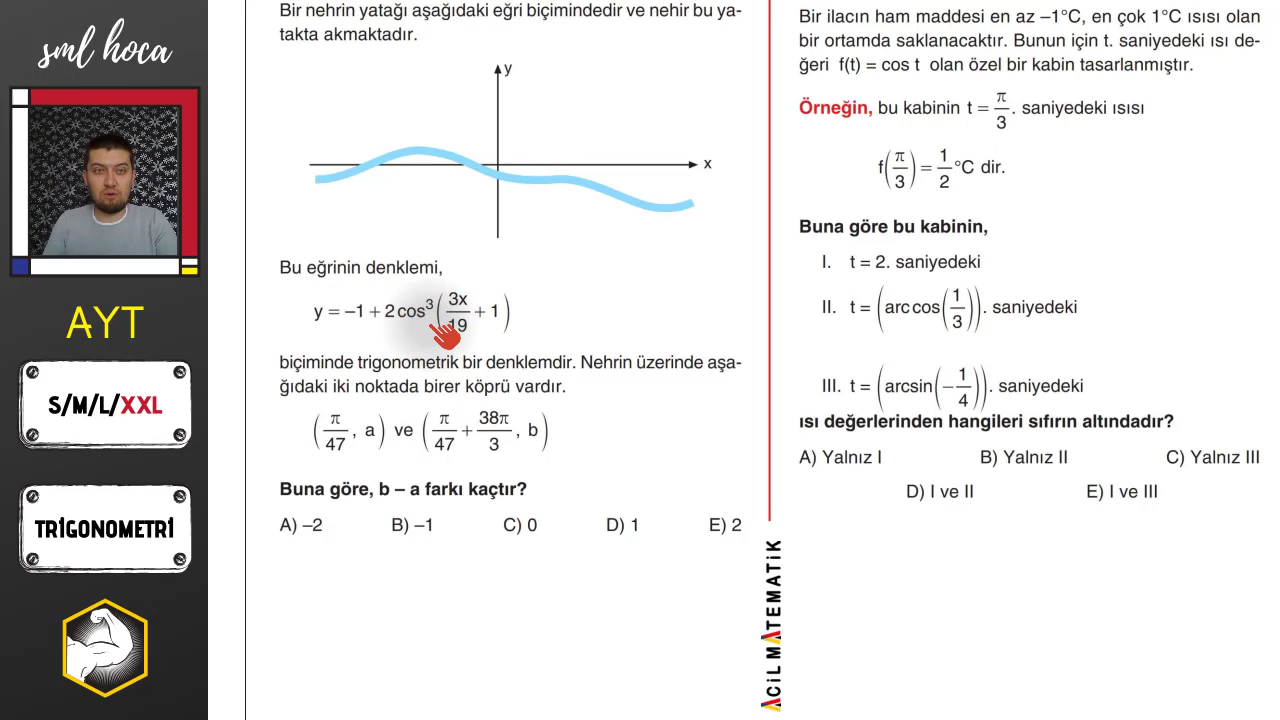 sml hoca
AYT
S/M/L/XXL
TRİGONOMETRİ
Bir nehrin yatağı aşağıdaki eğri biçimindedir ve nehir bu ya-
takta akmaktadır.
y
x
Bu eğrinin denklemi,
y = –1 + 2 cos³(3x/19 + 1)
biçiminde trigonometrik bir denklemdir. Nehrin üzerinde aşa-
ğıdaki iki noktada birer köprü vardır.
(π/47, a) ve (π/47 + 38π/3, b)
Buna göre, b – a farkı kaçtır?
A) –2 B) –1 C) 0 D) 1 E) 2
Bir ilacın ham maddesi en az –1°C, en çok 1°C ısısı olan
bir ortamda saklanacaktır. Bunun için t. saniyedeki ısı de-
ğeri f(t) = cos t olan özel bir kabin tasarlanmıştır.
Örneğin, bu kabinin t = π/3. saniyedeki ısısı
f(π/3) = 1/2 °C dir.
Buna göre bu kabinin,
I. t = 2. saniyedeki
II. t = (arc cos(1/3)). saniyedeki
III. t = (arcsin(–1/4)). saniyedeki
ısı değerlerinden hangileri sıfırın altındadır?
A) Yalnız I B) Yalnız II C) Yalnız III
D) I ve II E) I ve III
ACİL MATEMATİK